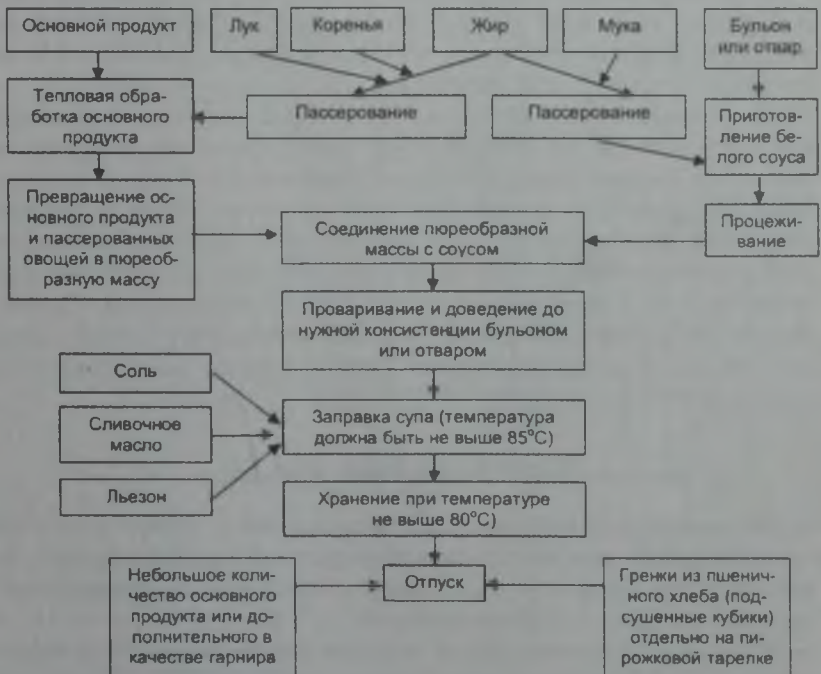 Основной продукт
Лук
Коренья
Жир
Мука
Бульон
или отвар
Тепловая обра-
ботка основного
продукта
Пассерование
Пассерование
Приготов-
ление бе-
лого соуса
Превращение ос-
новного продукта
и пассерованных
овощей в пюреоб-
разную массу
Соединение пюреобразной
массы с соусом
Процежи-
вание
Проваривание и доведение до
нужной консистенции бульоном
или отваром
Соль
Сливочное
масло
Льезон
Заправка супа (температура
должна быть не выше 85°С)
Хранение при температуре
не выше 80°С)
Небольшое коли-
чество основного
продукта или до-
полнительного в
качестве гарнира
Отпуск
Гренки из пшенич-
ного хлеба (под-
сушенные кубики)
отдельно на пи-
рожковой тарелке